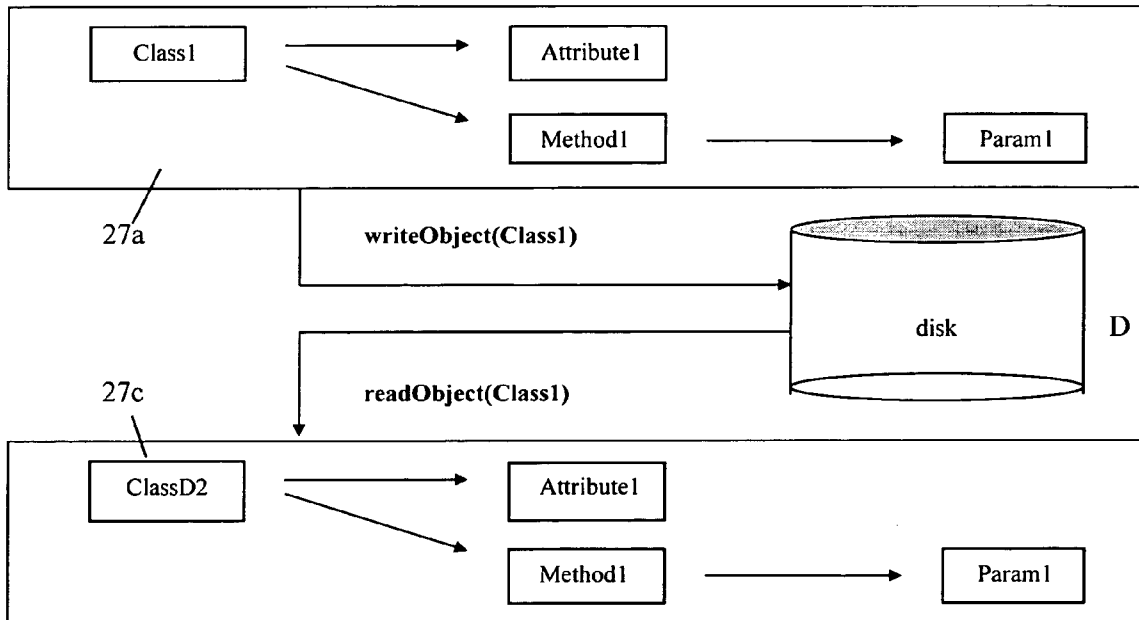 Class1
Attribute1
Method1
Param1
27a
writeObject(Class1)
disk
D
27c
readObject(Class1)
ClassD2
Attribute1
Method1
Param1